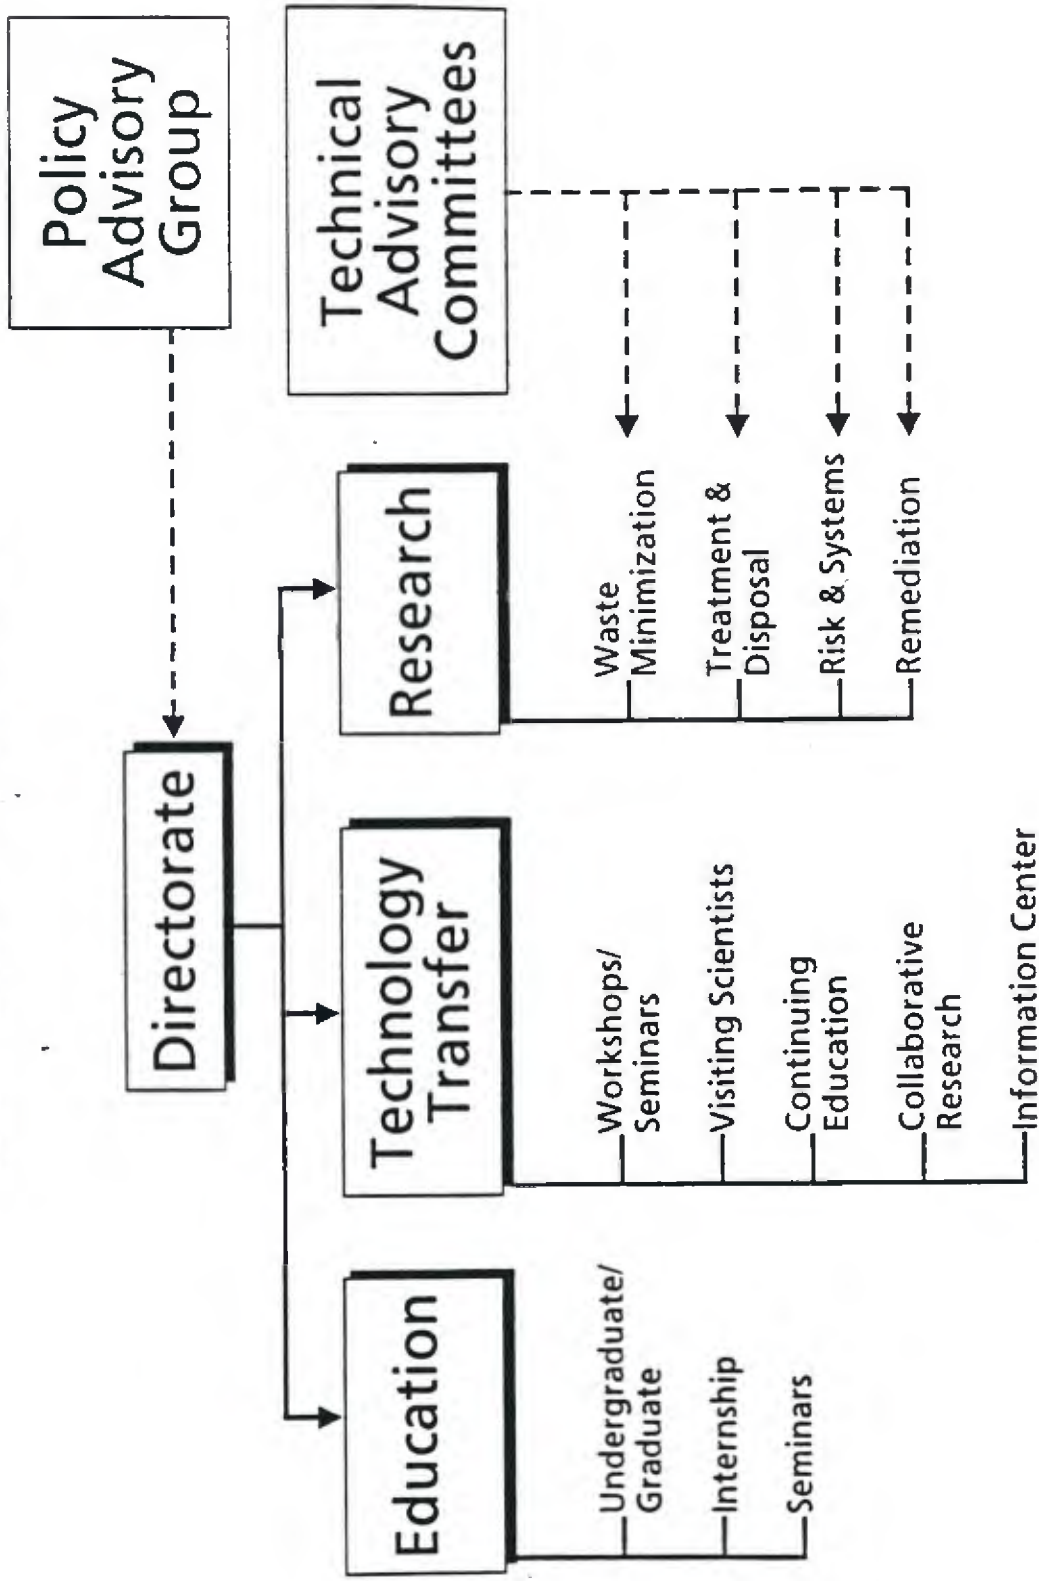 Policy
Advisory
Group
Directorate
Technical
Advisory
Committees
Education
Technology
Transfer
Research
Undergraduate/
Graduate
Internship
Seminars
Workshops/
Seminars
Visiting Scientists
Continuing
Education
Collaborative
Research
Information Center
Waste
Minimization
Treatment &
Disposal
Risk & Systems
Remediation